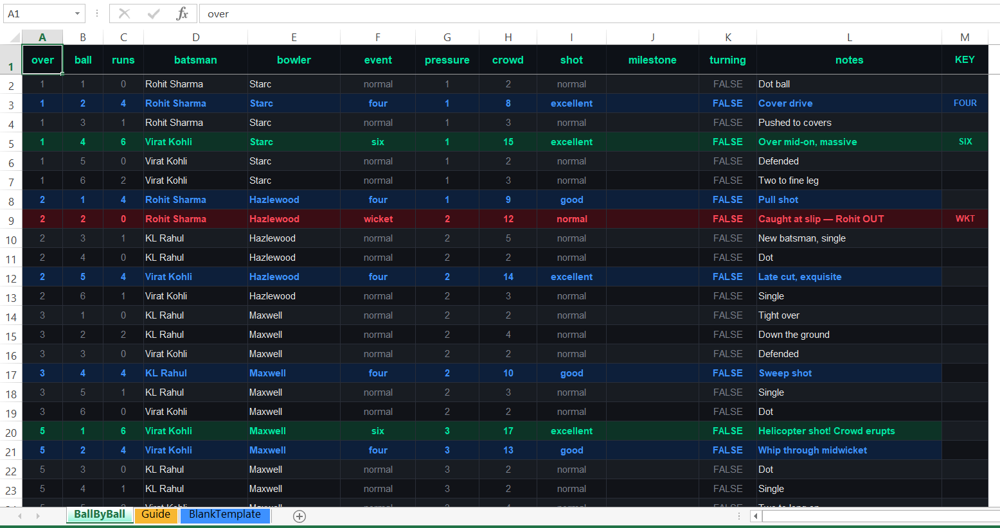 A1 fx over
A B C D E F G H I J K L M
1 over ball runs batsman bowler event pressure crowd shot milestone turning notes KEY
2 1 1 0 Rohit Sharma Starc normal 1 2 normal FALSE Dot ball
3 1 2 4 Rohit Sharma Starc four 1 8 excellent FALSE Cover drive FOUR
4 1 3 1 Rohit Sharma Starc normal 1 3 normal FALSE Pushed to covers
5 1 4 6 Virat Kohli Starc six 1 15 excellent FALSE Over mid-on, massive SIX
6 1 5 0 Virat Kohli Starc normal 1 2 normal FALSE Defended
7 1 6 2 Virat Kohli Starc normal 1 3 normal FALSE Two to fine leg
8 2 1 4 Rohit Sharma Hazlewood four 1 9 good FALSE Pull shot
9 2 2 0 Rohit Sharma Hazlewood wicket 2 12 normal FALSE Caught at slip — Rohit OUT WKT
10 2 3 1 KL Rahul Hazlewood normal 2 5 normal FALSE New batsman, single
11 2 4 0 KL Rahul Hazlewood normal 2 2 normal FALSE Dot
12 2 5 4 Virat Kohli Hazlewood four 2 14 excellent FALSE Late cut, exquisite
13 2 6 1 Virat Kohli Hazlewood normal 2 3 normal FALSE Single
14 3 1 0 KL Rahul Maxwell normal 2 2 normal FALSE Tight over
15 3 2 2 KL Rahul Maxwell normal 2 4 normal FALSE Down the ground
16 3 3 0 Virat Kohli Maxwell normal 2 2 normal FALSE Defended
17 3 4 4 KL Rahul Maxwell four 2 10 good FALSE Sweep shot
18 3 5 1 KL Rahul Maxwell normal 2 3 normal FALSE Single
19 3 6 0 Virat Kohli Maxwell normal 2 2 normal FALSE Dot
20 5 1 6 Virat Kohli Maxwell six 3 17 excellent FALSE Helicopter shot! Crowd erupts
21 5 2 4 Virat Kohli Maxwell four 3 13 good FALSE Whip through midwicket
22 5 3 0 KL Rahul Maxwell normal 3 2 normal FALSE Dot
23 5 4 1 KL Rahul Maxwell normal 3 2 normal FALSE Single
BallByBall Guide BlankTemplate